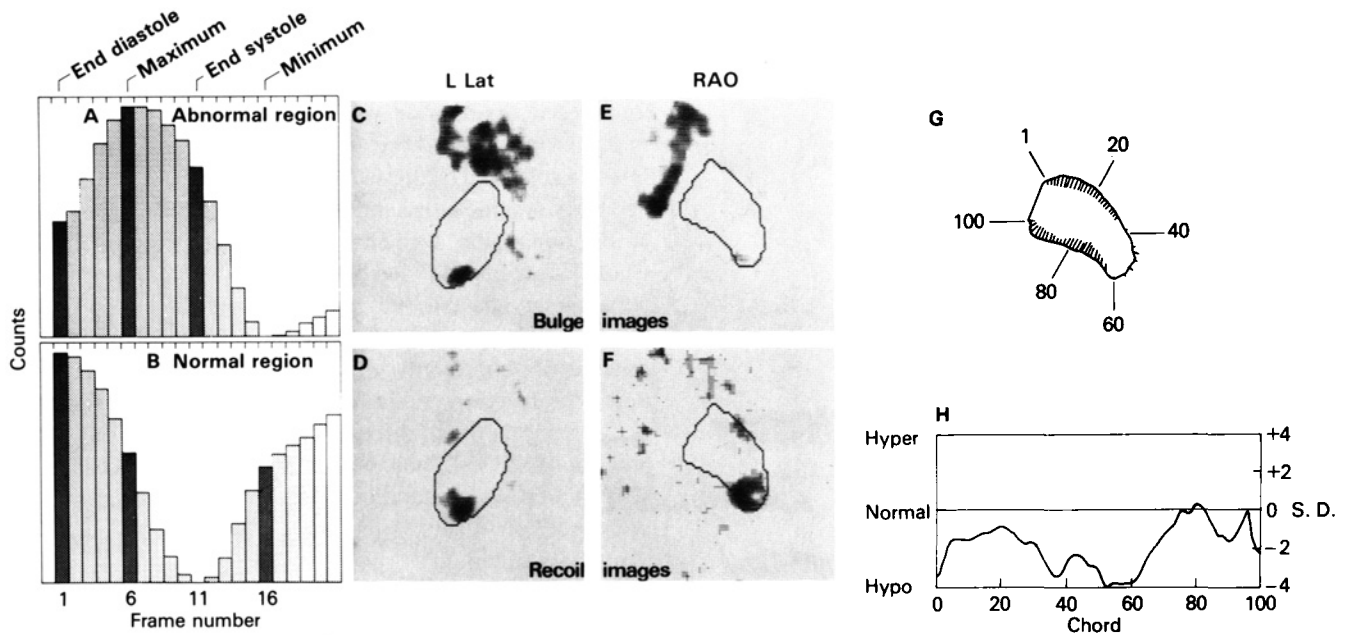 End diastole
Maximum
End systole
Minimum
A Abnormal region
B Normal region
Counts
1 6 11 16
Frame number
L Lat RAO
C
E
Bulge images
D
F
Recoil images
G
1
20
100
40
80
60
H
Hyper
Normal
Hypo
+4
+2
0 S. D.
-2
-4
0 20 40 60 80 100
Chord